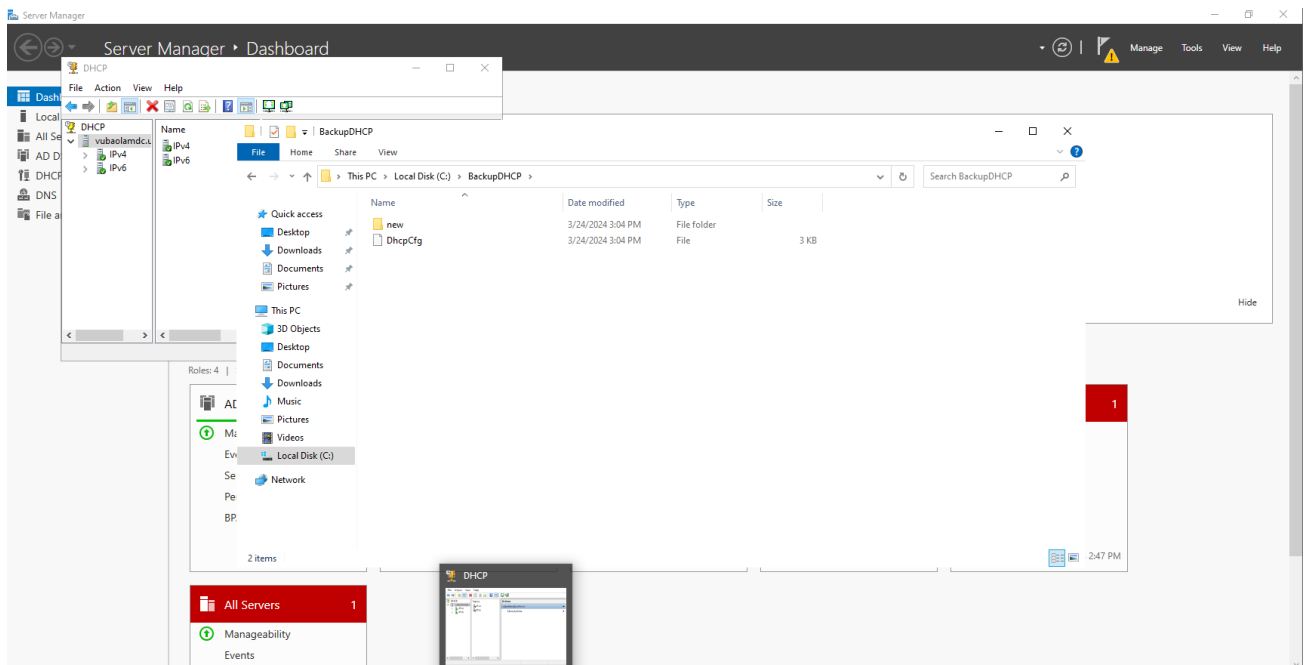 Server Manager
Server Manager • Dashboard
Manage Tools View Help
DHCP
File Action View Help
DHCP
vubaolamdc.u
IPv4
IPv6
Name
IPv4
IPv6
Dash
Local
All Se
AD D
DHCP
DNS
File a
BackupDHCP
File Home Share View
This PC > Local Disk (C:) > BackupDHCP >
Search BackupDHCP
Name Date modified Type Size
new 3/24/2024 3:04 PM File folder
DhcpCfg 3/24/2024 3:04 PM File 3 KB
Quick access
Desktop
Downloads
Documents
Pictures
This PC
3D Objects
Desktop
Documents
Downloads
Music
Pictures
Videos
Local Disk (C:)
Network
2 items
Hide
Roles: 4 |
AD
1
Ma
Eve
Se
Pe
BP
2:47 PM
DHCP
All Servers 1
Manageability
Events